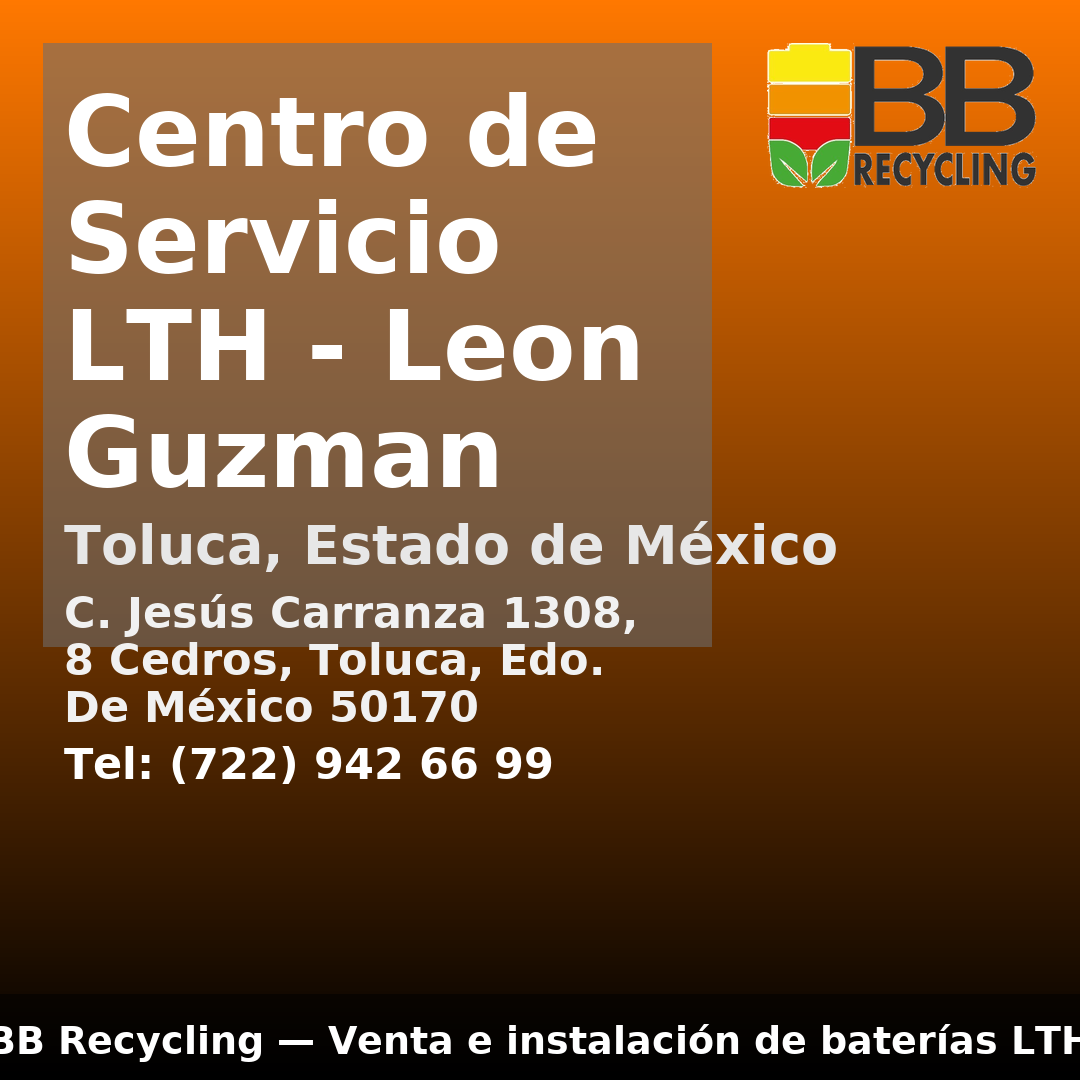 Centro de
Servicio
LTH - Leon
Guzman
Toluca, Estado de México
C. Jesús Carranza 1308,
8 Cedros, Toluca, Edo.
De México 50170
Tel: (722) 942 66 99
BB
RECYCLING
BB Recycling — Venta e instalación de baterías LTH